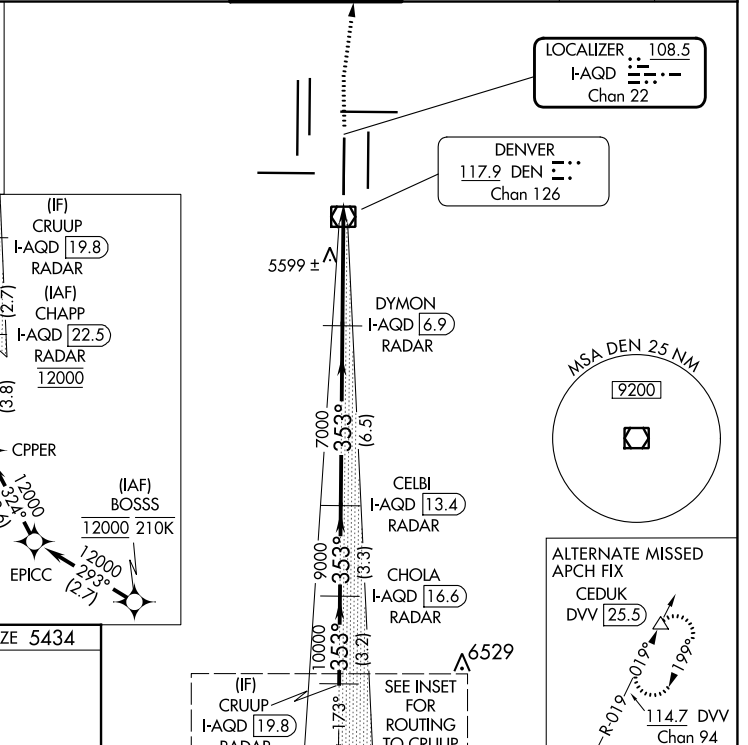 LOCALIZER 108.5
I-AQD
Chan 22
DENVER
117.9 DEN
Chan 126
(IF)
CRUUP
I-AQD 19.8
RADAR
(2.7)
(IAF)
CHAPP
I-AQD 22.5
RADAR
12000
(3.8)
CPPER
12000
324°
(IAF)
BOSSS
12000 210K
EPICC
12000
293°
(2.7)
ZE 5434
5599 ±
DYMON
I-AQD 6.9
RADAR
7000
353°
(6.5)
CELBI
I-AQD 13.4
RADAR
9000
353°
(3.3)
CHOLA
I-AQD 16.6
RADAR
10000
353°
(3.2)
6529
(IF)
CRUUP
I-AQD 19.8
RADAR
173°
SEE INSET
FOR
ROUTING
TO CRUUP
MSA DEN 25 NM
9200
ALTERNATE MISSED
APCH FIX
CEDUK
DVV 25.5
019°
199°
R-019
114.7 DVV
Chan 94